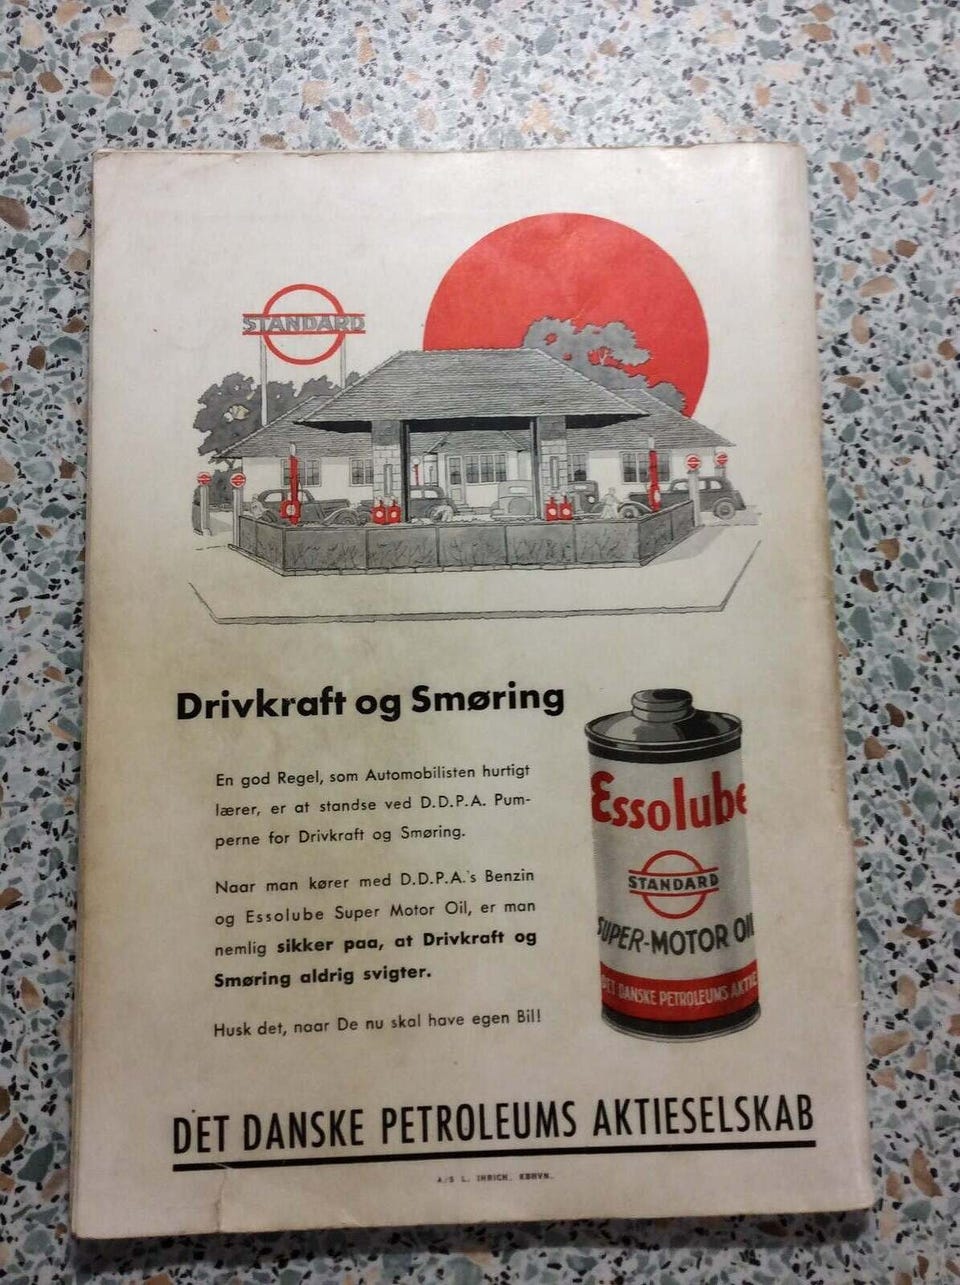 STANDARD
Drivkraft og Smøring
En god Regel, som Automobilisten hurtigt
lærer, er at standse ved D.D.P.A. Pum-
perne for Drivkraft og Smøring.
Naar man kører med D.D.P.A.'s Benzin
og Essolube Super Motor Oil, er man
nemlig sikker paa, at Drivkraft og
Smøring aldrig svigter.
Husk det, naar De nu skal have egen Bil!
Essolube
STANDARD
SUPER-MOTOR OIL
DET DANSKE PETROLEUMS AKTIE
DET DANSKE PETROLEUMS AKTIESELSKAB
A/S L. IHRICH. KBHVN.